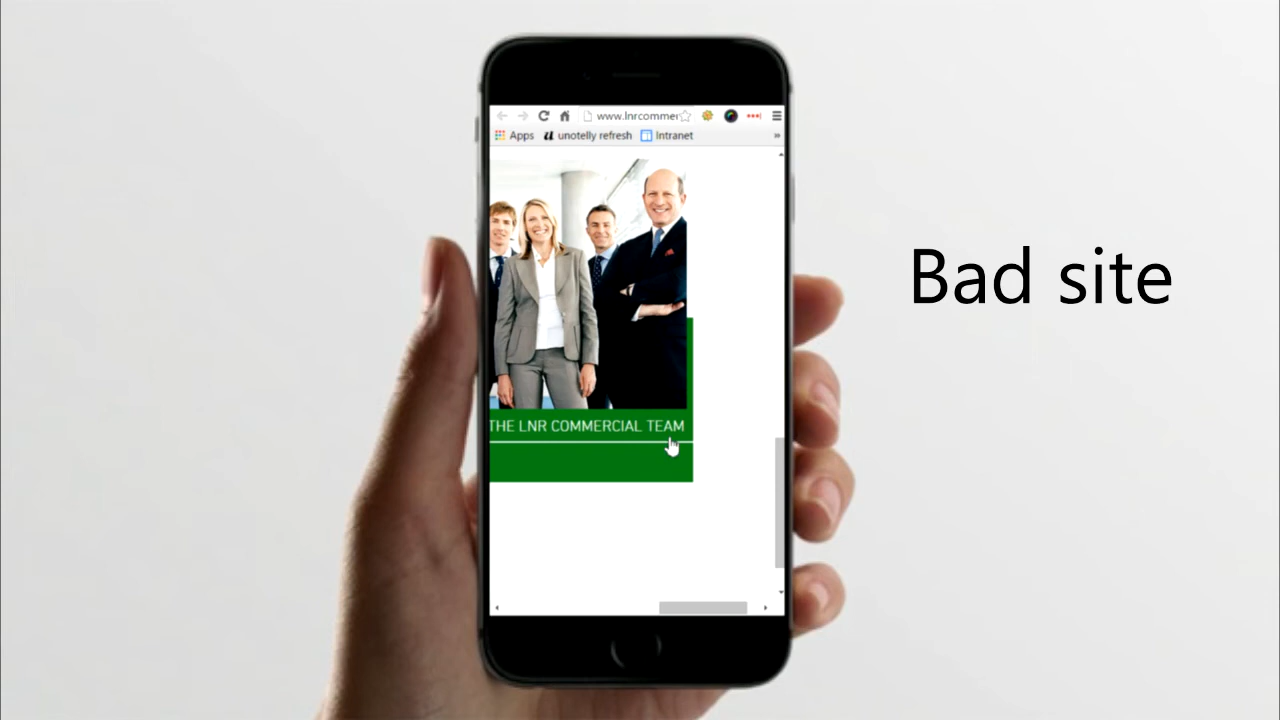 www.lnrcommer
Apps unotelly refresh Intranet »
THE LNR COMMERCIAL TEAM
Bad site